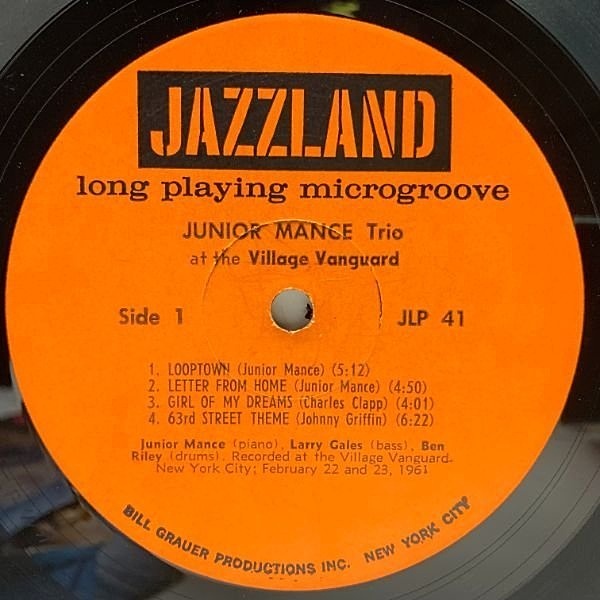 JAZZLAND
long playing microgroove
JUNIOR MANCE Trio
at the Village Vanguard
Side 1
JLP 41
1. LOOPTOWN (Junior Mance) (5:12)
2. LETTER FROM HOME (Junior Mance) (4:50)
3. GIRL OF MY DREAMS (Charles Clapp) (4:01)
4. 63rd STREET THEME (Johnny Griffin) (6:22)
Junior Mance (piano), Larry Gales (bass), Ben
Riley (drums). Recorded at the Village Vanguard.
New York City; February 22 and 23, 1961
BILL GRAUER PRODUCTIONS INC. NEW YORK CITY